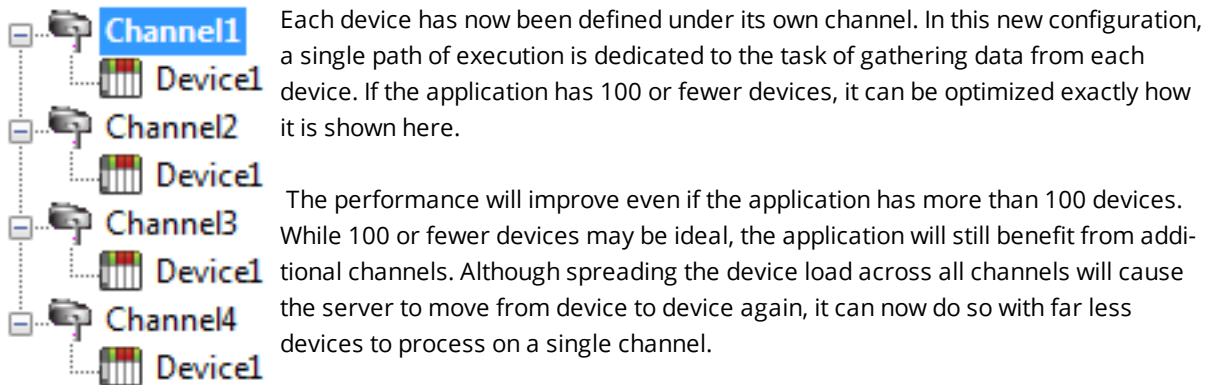 Channel1
Device1
Channel2
Device1
Channel3
Device1
Channel4
Device1
Each device has now been defined under its own channel. In this new configuration,
a single path of execution is dedicated to the task of gathering data from each
device. If the application has 100 or fewer devices, it can be optimized exactly how
it is shown here.
The performance will improve even if the application has more than 100 devices.
While 100 or fewer devices may be ideal, the application will still benefit from addi-
tional channels. Although spreading the device load across all channels will cause
the server to move from device to device again, it can now do so with far less
devices to process on a single channel.